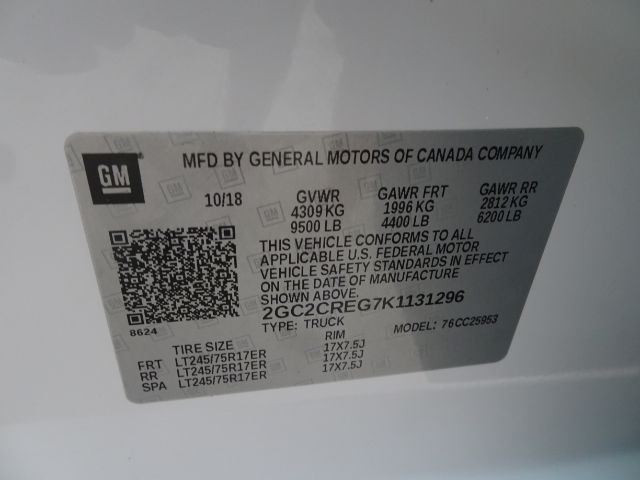 GM
MFD BY GENERAL MOTORS OF CANADA COMPANY
10/18 GVWR GAWR FRT GAWR RR
4309 KG 1996 KG 2812 KG
9500 LB 4400 LB 6200 LB
THIS VEHICLE CONFORMS TO ALL
APPLICABLE U.S. FEDERAL MOTOR
VEHICLE SAFETY STANDARDS IN EFFECT
ON THE DATE OF MANUFACTURE
SHOWN ABOVE.
2GC2CREG7K1131296
8624
TYPE: TRUCK MODEL: 76CC25953
TIRE SIZE RIM
FRT LT245/75R17ER 17X7.5J
RR LT245/75R17ER 17X7.5J
SPA LT245/75R17ER 17X7.5J